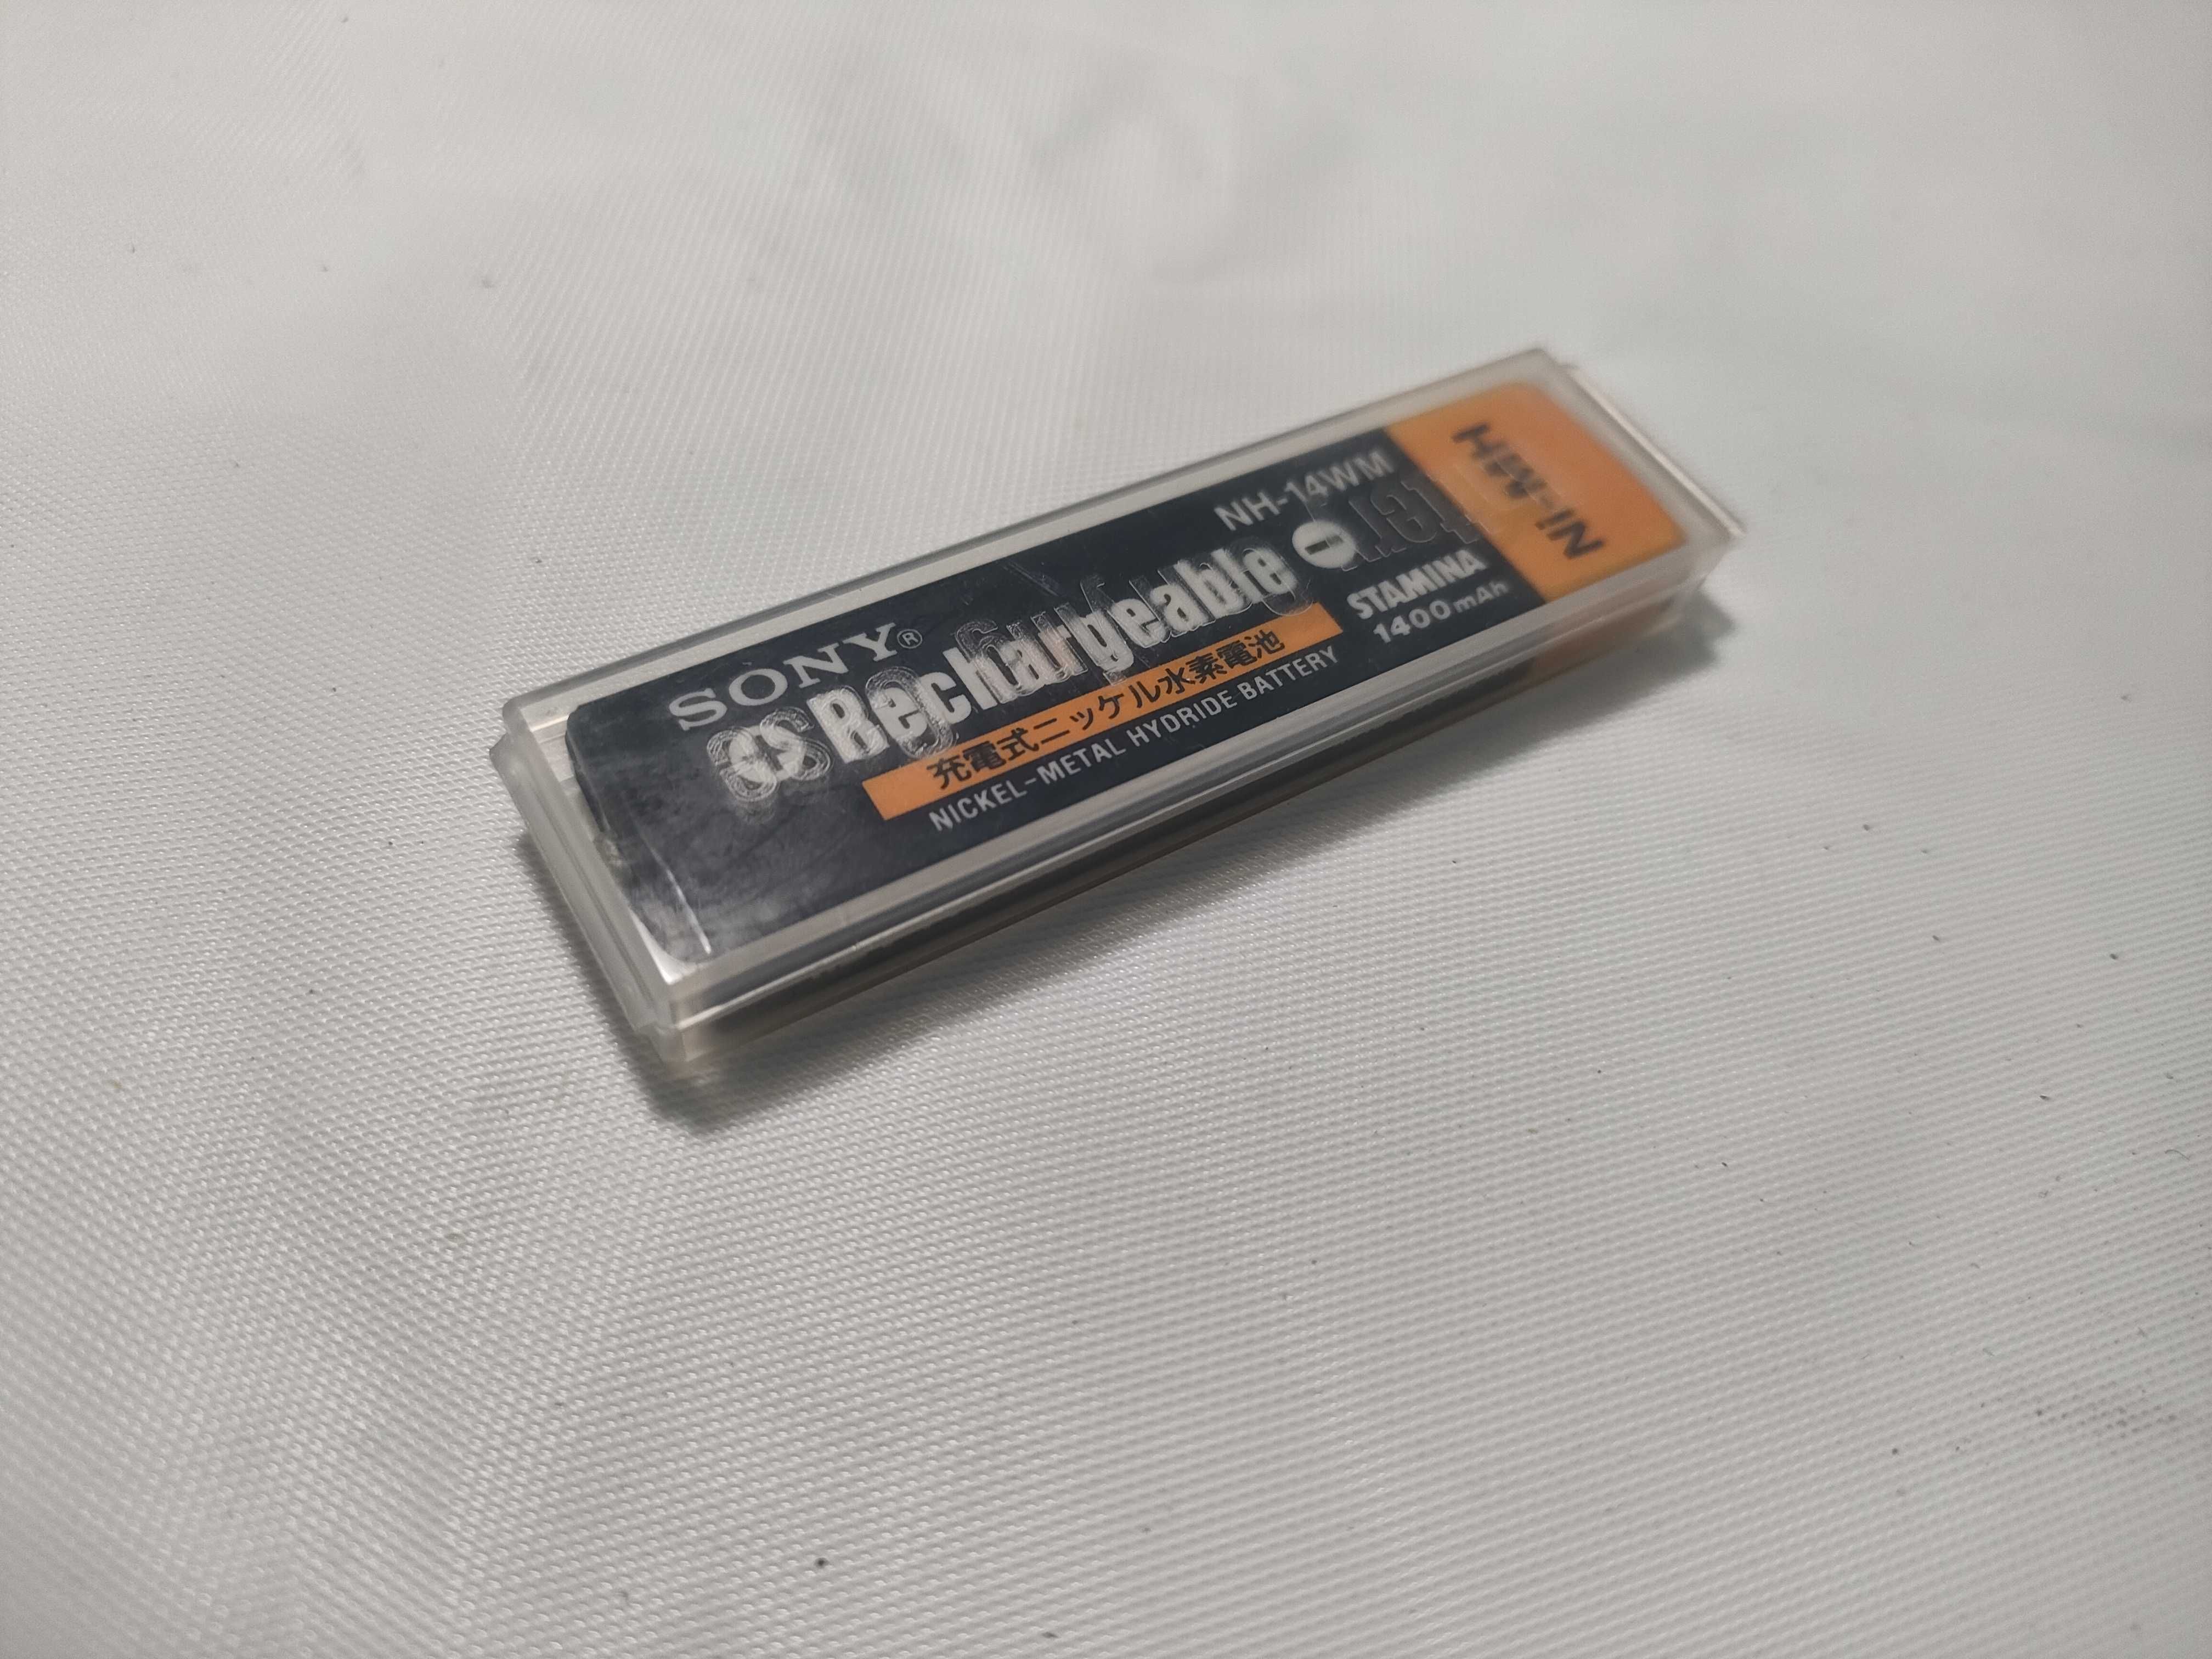 SONY®
NH-14WM
Rechargeable
充電式ニッケル水素電池
NICKEL-METAL HYDRIDE BATTERY
STAMINA
1400mAh
Ni-MH